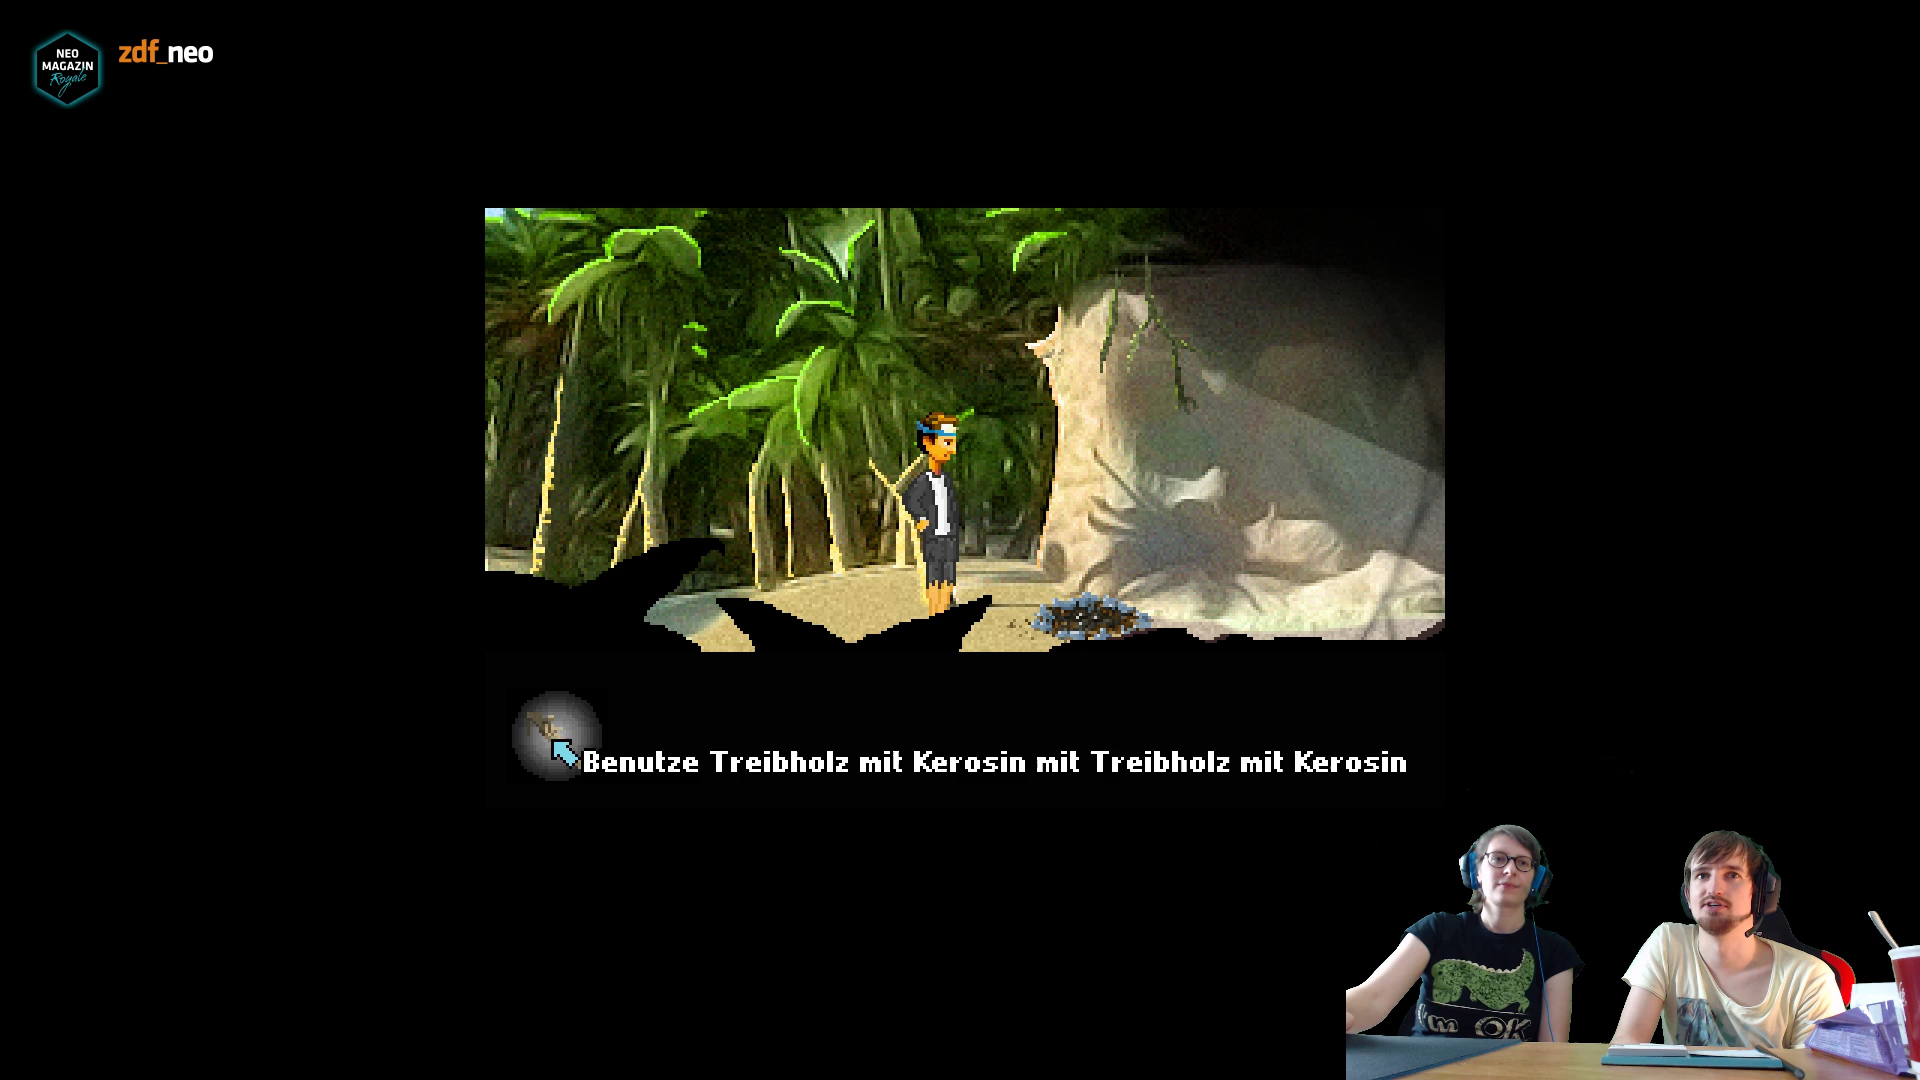 NEO
MAGAZIN
Royale
zdf_neo
Benutze Treibholz mit Kerosin mit Treibholz mit Kerosin
I'm OK